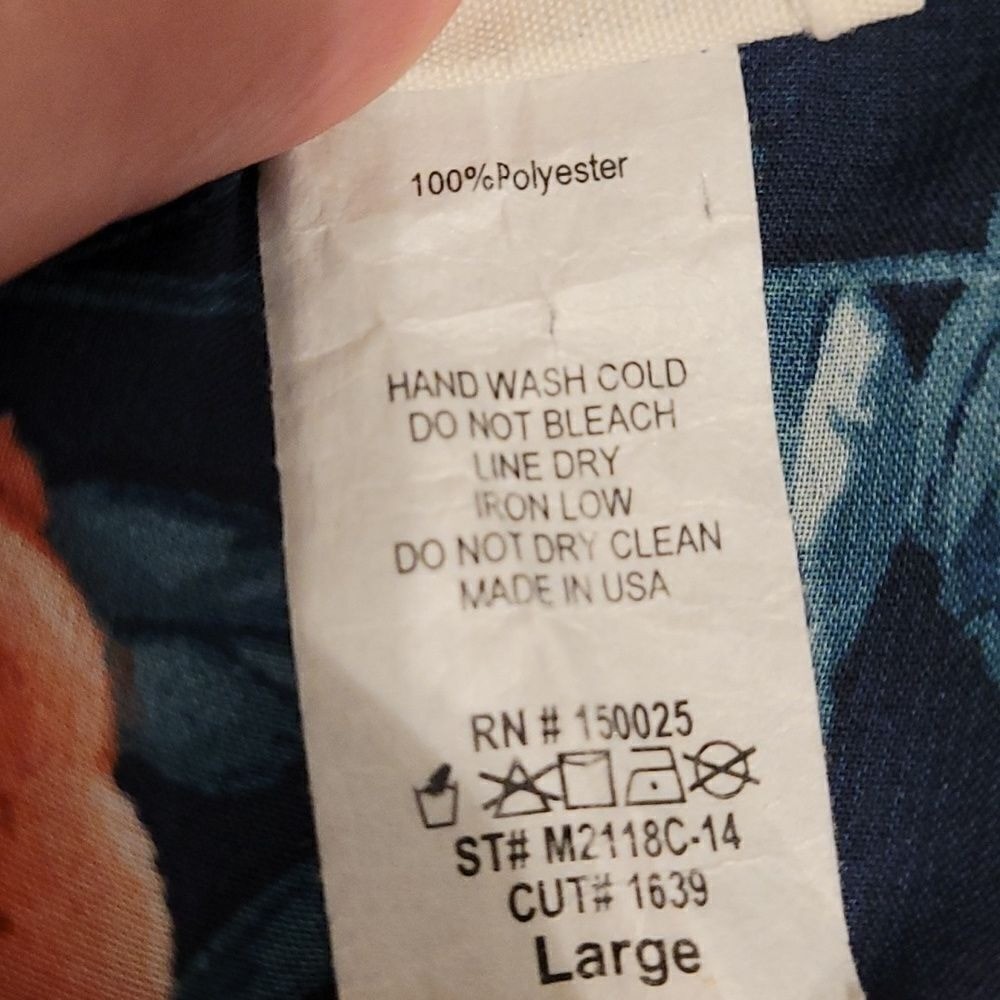 100%Polyester
HAND WASH COLD
DO NOT BLEACH
LINE DRY
IRON LOW
DO NOT DRY CLEAN
MADE IN USA
RN # 150025
ST# M2118C-14
CUT# 1639
Large